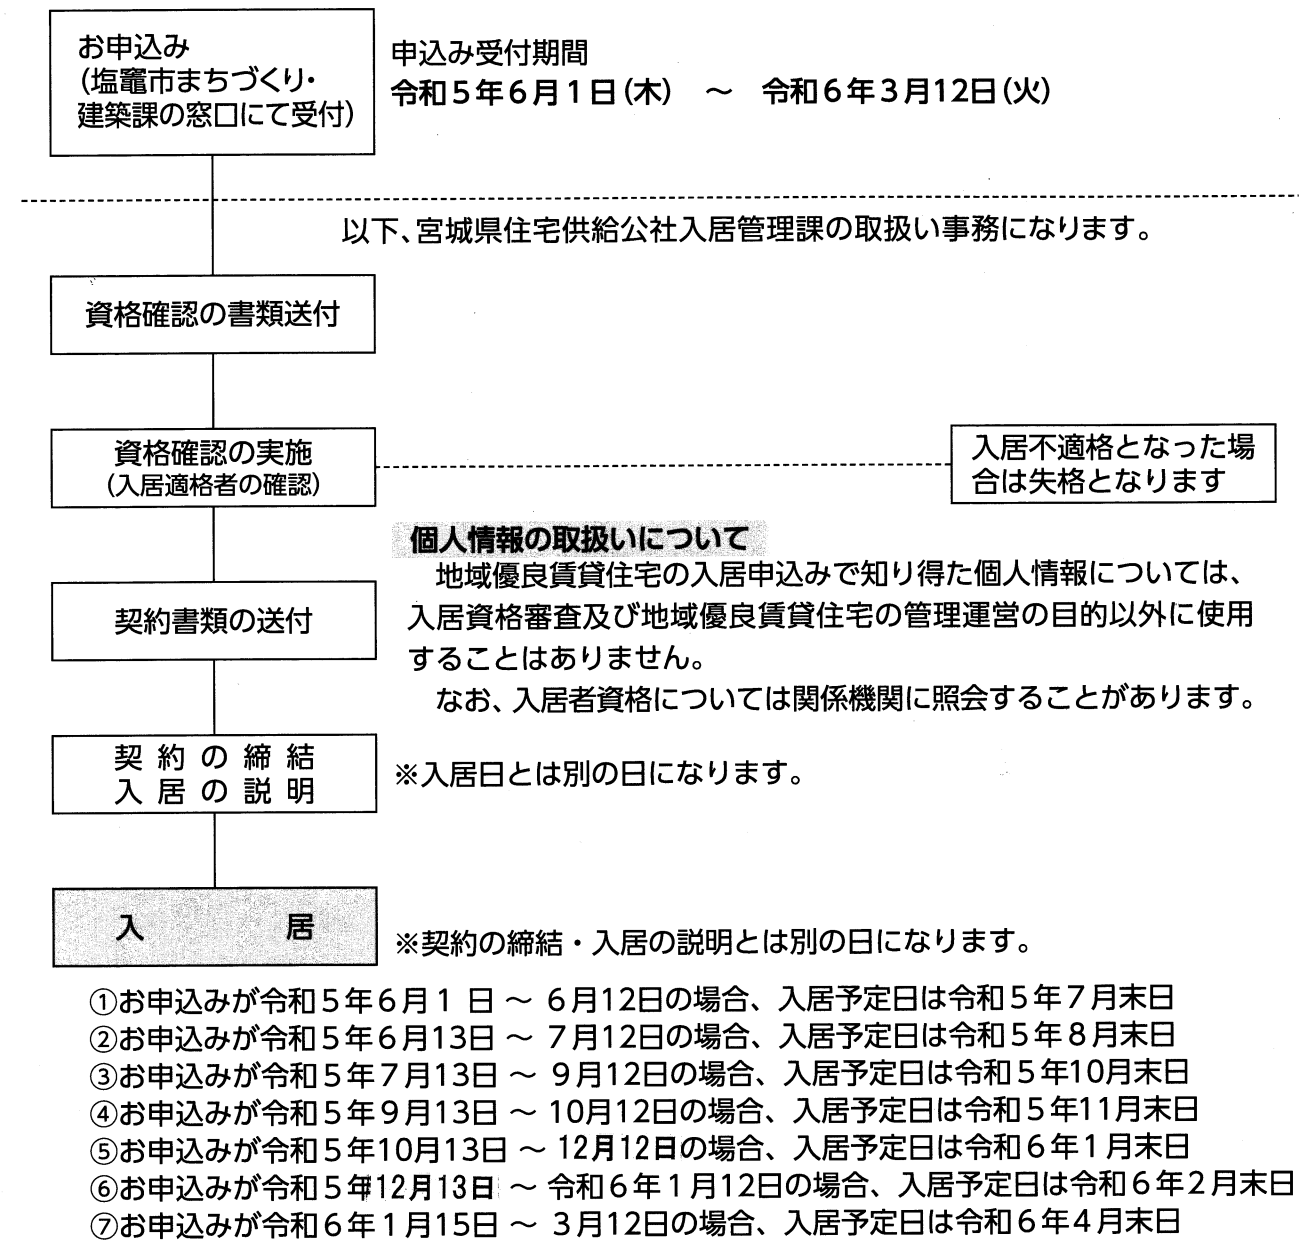 お申込み
(塩竈市まちづくり・
建築課の窓口にて受付)
申込み受付期間
令和5年6月1日(木) ～ 令和6年3月12日(火)
以下、宮城県住宅供給公社入居管理課の取扱い事務になります。
資格確認の書類送付
資格確認の実施
(入居適格者の確認)
入居不適格となった場
合は失格となります
個人情報の取扱いについて
地域優良賃貸住宅の入居申込みで知り得た個人情報については、
入居資格審査及び地域優良賃貸住宅の管理運営の目的以外に使用
することはありません。
なお、入居者資格については関係機関に照会することがあります。
契約書類の送付
契約の締結
入居の説明
※入居日とは別の日になります。
入居
※契約の締結・入居の説明とは別の日になります。
①お申込みが令和5年6月1日 ～ 6月12日の場合、入居予定日は令和5年7月末日
②お申込みが令和5年6月13日 ～ 7月12日の場合、入居予定日は令和5年8月末日
③お申込みが令和5年7月13日 ～ 9月12日の場合、入居予定日は令和5年10月末日
④お申込みが令和5年9月13日 ～ 10月12日の場合、入居予定日は令和5年11月末日
⑤お申込みが令和5年10月13日 ～ 12月12日の場合、入居予定日は令和6年1月末日
⑥お申込みが令和5年12月13日 ～ 令和6年1月12日の場合、入居予定日は令和6年2月末日
⑦お申込みが令和6年1月15日 ～ 3月12日の場合、入居予定日は令和6年4月末日